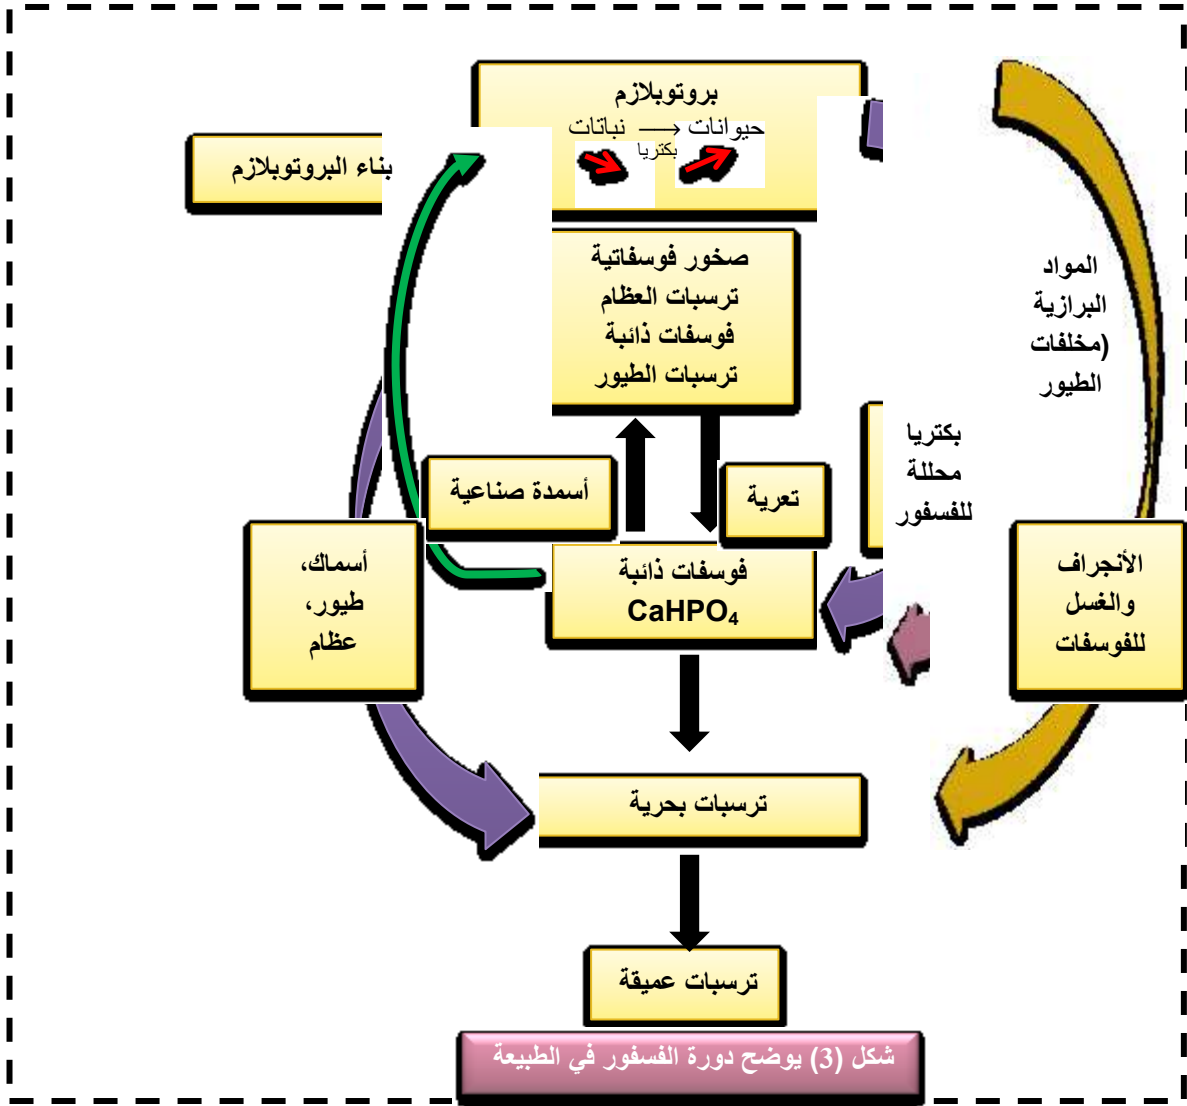 بروتوبلازم
نباتات ⟶ حيوانات
بكتريا
بناء البروتوبلازم
صخور فوسفاتية
ترسبات العظام
فوسفات ذائبة
ترسبات الطيور
المواد
البرازية
(مخلفات
الطيور
بكتريا
محللة
للفسفور
أسمدة صناعية
تعرية
أسماك،
طيور،
عظام
فوسفات ذائبة
CaHPO₄
الأنجراف
والغسل
للفوسفات
ترسبات بحرية
ترسبات عميقة
شكل (3) يوضح دورة الفسفور في الطبيعة